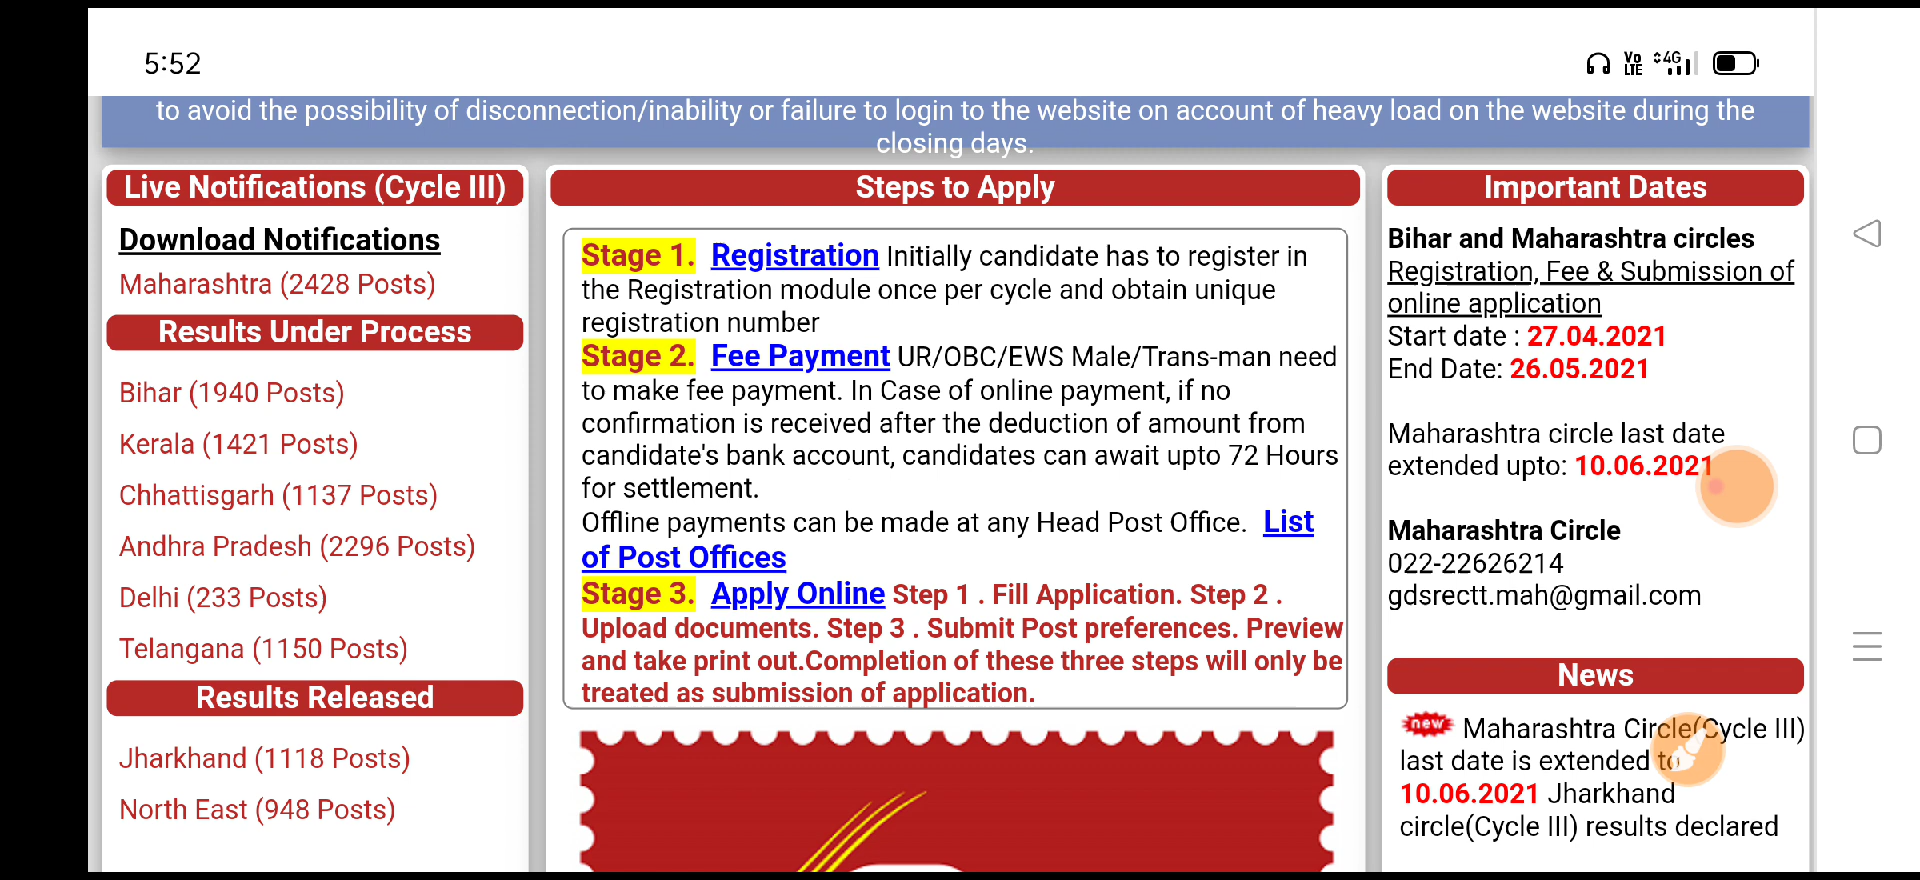 5:52
Vo LTE 4G
to avoid the possibility of disconnection/inability or failure to login to the website on account of heavy load on the website during the
closing days.
Live Notifications (Cycle III)
Download Notifications
Maharashtra (2428 Posts)
Results Under Process
Bihar (1940 Posts)
Kerala (1421 Posts)
Chhattisgarh (1137 Posts)
Andhra Pradesh (2296 Posts)
Delhi (233 Posts)
Telangana (1150 Posts)
Results Released
Jharkhand (1118 Posts)
North East (948 Posts)
Steps to Apply
Stage 1. Registration Initially candidate has to register in
the Registration module once per cycle and obtain unique
registration number
Stage 2. Fee Payment UR/OBC/EWS Male/Trans-man need
to make fee payment. In Case of online payment, if no
confirmation is received after the deduction of amount from
candidate's bank account, candidates can await upto 72 Hours
for settlement.
Offline payments can be made at any Head Post Office. List
of Post Offices
Stage 3. Apply Online Step 1 . Fill Application. Step 2 .
Upload documents. Step 3 . Submit Post preferences. Preview
and take print out.Completion of these three steps will only be
treated as submission of application.
Important Dates
Bihar and Maharashtra circles
Registration, Fee & Submission of
online application
Start date : 27.04.2021
End Date: 26.05.2021
Maharashtra circle last date
extended upto: 10.06.2021
Maharashtra Circle
022-22626214
gdsrectt.mah@gmail.com
News
new Maharashtra Circle(Cycle III)
last date is extended to
10.06.2021 Jharkhand
circle(Cycle III) results declared